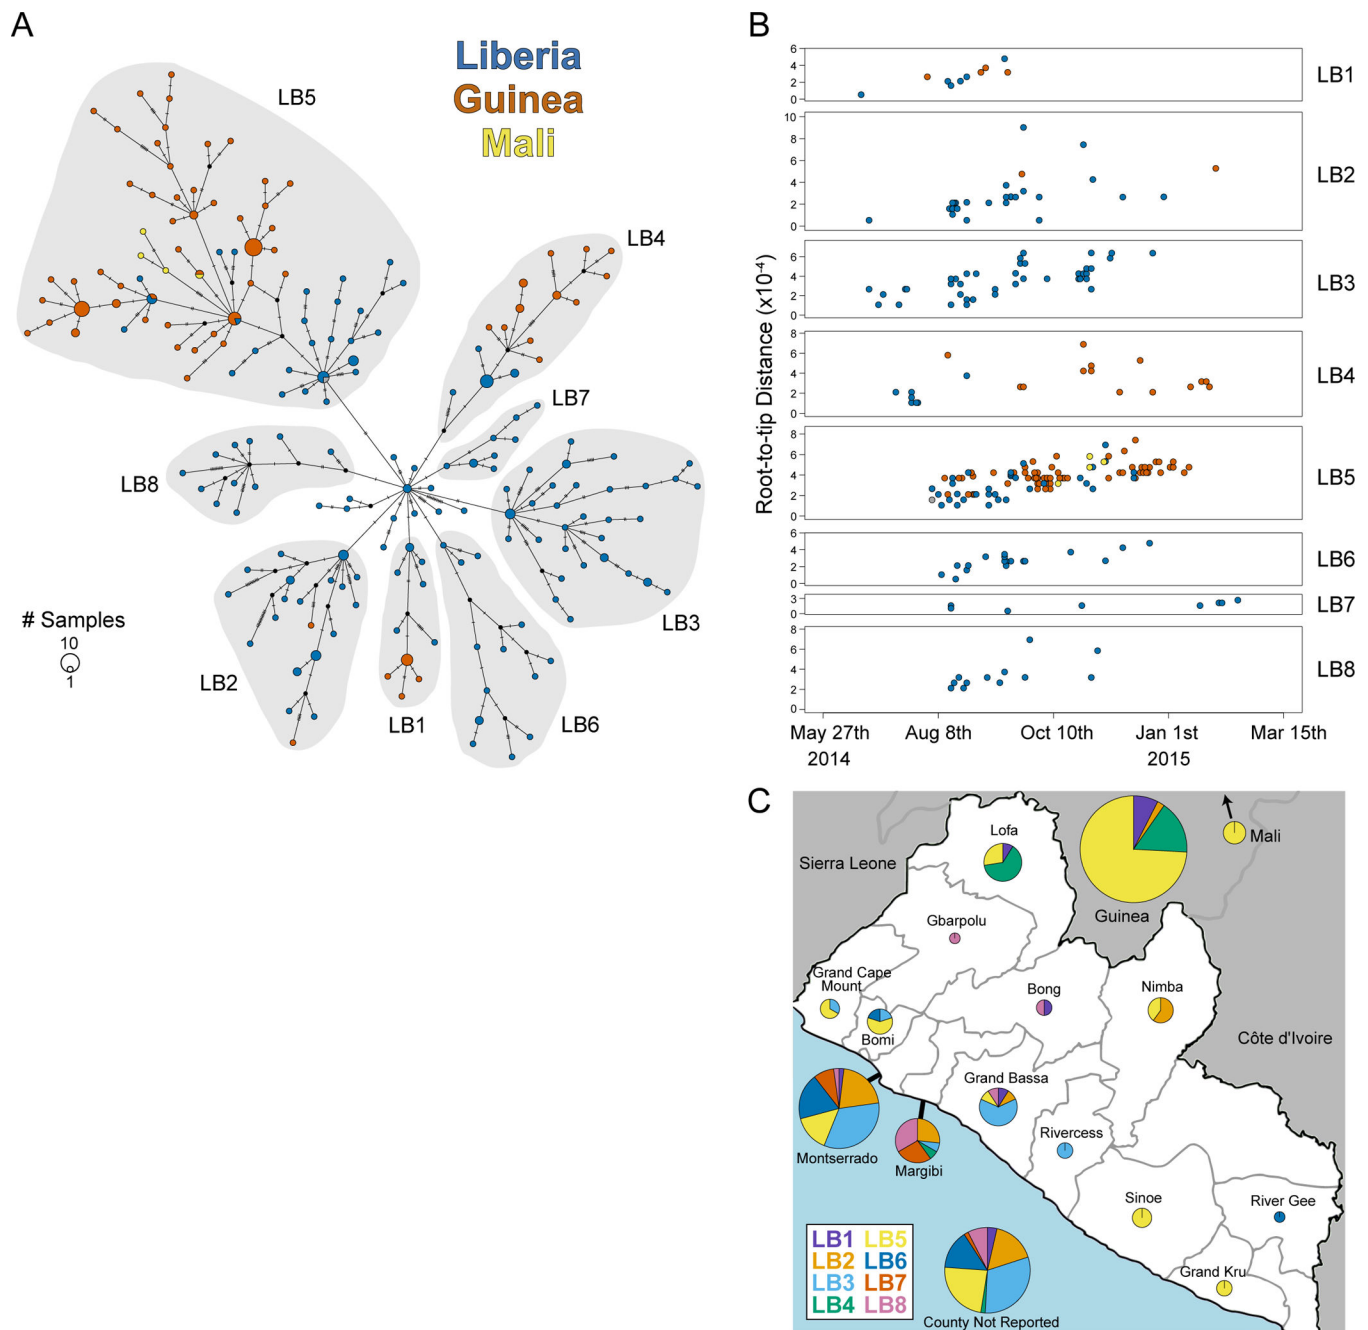 A
Liberia
Guinea
Mali
LB5
LB4
LB7
LB8
LB3
LB2
LB1
LB6
# Samples
10
1
B
Root-to-tip Distance (x10⁻⁴)
6
4
2
0
LB1
10
8
6
4
2
0
LB2
6
4
2
0
LB3
8
6
4
2
0
LB4
8
6
4
2
0
LB5
6
4
2
0
LB6
3
0
LB7
8
6
4
2
0
LB8
May 27th Aug 8th Oct 10th Jan 1st Mar 15th
2014 2015
C
Lofa
Mali
Sierra Leone
Guinea
Gbarpolu
Grand Cape
Mount
Bong
Nimba
Bomi
Côte d'Ivoire
Grand Bassa
Rivercess
Montserrado
Margibi
Sinoe
River Gee
LB1 LB5
LB2 LB6
LB3 LB7
LB4 LB8
Grand Kru
County Not Reported